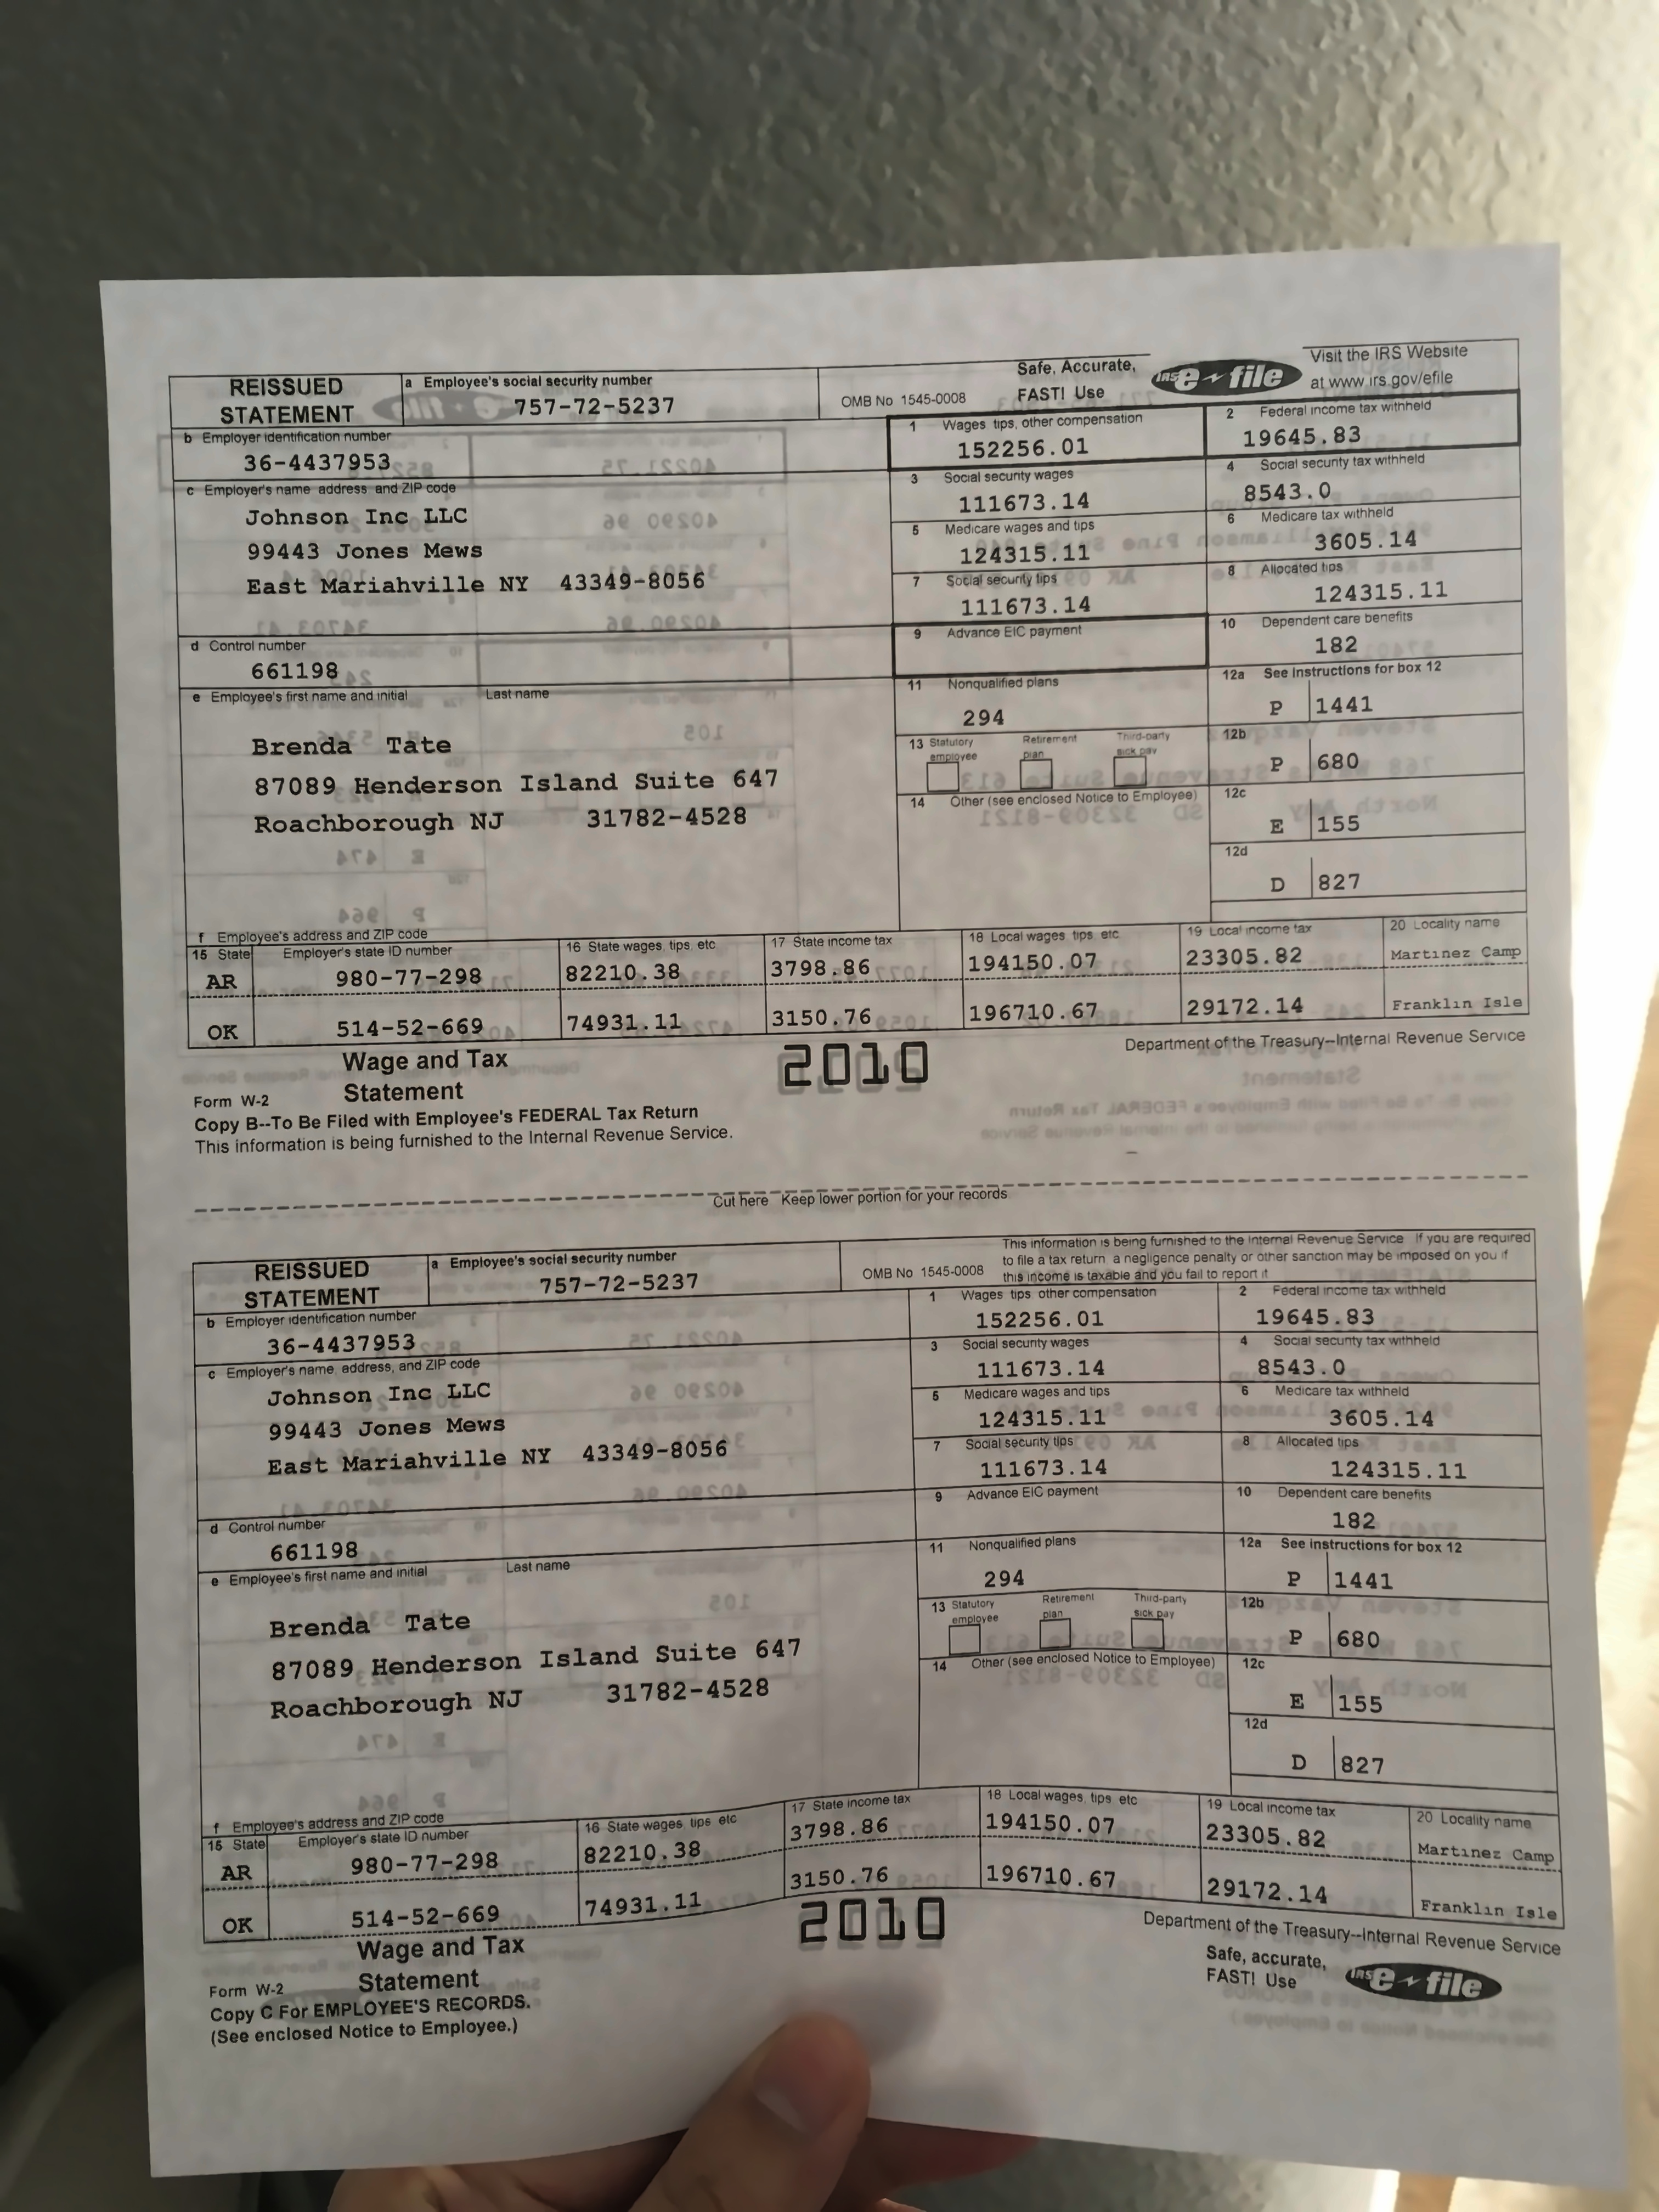 REISSUED STATEMENT
a Employee's social security number
757-72-5237
OMB No 1545-0008
Safe, Accurate,
FAST! Use
IRS e-file
Visit the IRS Website
at www.irs.gov/efile
b Employer identification number
36-4437953
1 Wages tips, other compensation
152256.01
2 Federal income tax withheld
19645.83
c Employer's name address, and ZIP code
Johnson Inc LLC
99443 Jones Mews
East Mariahville NY 43349-8056
3 Social security wages
111673.14
4 Social security tax withheld
8543.0
5 Medicare wages and tips
124315.11
6 Medicare tax withheld
3605.14
7 Social security tips
111673.14
8 Allocated tips
124315.11
d Control number
661198
9 Advance EIC payment
10 Dependent care benefits
182
e Employee's first name and initial Last name
Brenda Tate
87089 Henderson Island Suite 647
Roachborough NJ 31782-4528
11 Nonqualified plans
294
12a See Instructions for box 12
P 1441
13 Statutory employee Retirement plan Third-party sick pay
12b
P 680
14 Other (see enclosed Notice to Employee)
12c
E 155
12d
D 827
f Employee's address and ZIP code
15 State Employer's state ID number 16 State wages, tips, etc 17 State income tax 18 Local wages tips, etc 19 Local income tax 20 Locality name
AR 980-77-298 82210.38 3798.86 194150.07 23305.82 Martinez Camp
OK 514-52-669 74931.11 3150.76 196710.67 29172.14 Franklin Isle
Form W-2 Wage and Tax Statement
2010
Department of the Treasury--Internal Revenue Service
Copy B--To Be Filed with Employee's FEDERAL Tax Return
This information is being furnished to the Internal Revenue Service.
Cut here Keep lower portion for your records
REISSUED STATEMENT
a Employee's social security number
757-72-5237
OMB No 1545-0008
This information is being furnished to the Internal Revenue Service If you are required
to file a tax return a negligence penalty or other sanction may be imposed on you if
this income is taxable and you fail to report it
b Employer identification number
36-4437953
1 Wages tips other compensation
152256.01
2 Federal income tax withheld
19645.83
c Employer's name, address, and ZIP code
Johnson Inc LLC
99443 Jones Mews
East Mariahville NY 43349-8056
3 Social security wages
111673.14
4 Social security tax withheld
8543.0
5 Medicare wages and tips
124315.11
6 Medicare tax withheld
3605.14
7 Social security tips
111673.14
8 Allocated tips
124315.11
d Control number
661198
9 Advance EIC payment
10 Dependent care benefits
182
e Employee's first name and initial Last name
Brenda Tate
87089 Henderson Island Suite 647
Roachborough NJ 31782-4528
11 Nonqualified plans
294
12a See instructions for box 12
P 1441
13 Statutory employee Retirement plan Third-party sick pay
12b
P 680
14 Other (see enclosed Notice to Employee)
12c
E 155
12d
D 827
f Employee's address and ZIP code
15 State Employer's state ID number 16 State wages, tips etc 17 State income tax 18 Local wages, tips, etc 19 Local income tax 20 Locality name
AR 980-77-298 82210.38 3798.86 194150.07 23305.82 Martinez Camp
OK 514-52-669 74931.11 3150.76 196710.67 29172.14 Franklin Isle
Form W-2 Wage and Tax Statement
2010
Department of the Treasury--Internal Revenue Service
Copy C For EMPLOYEE'S RECORDS.
(See enclosed Notice to Employee.)
Safe, accurate,
FAST! Use
IRS e-file